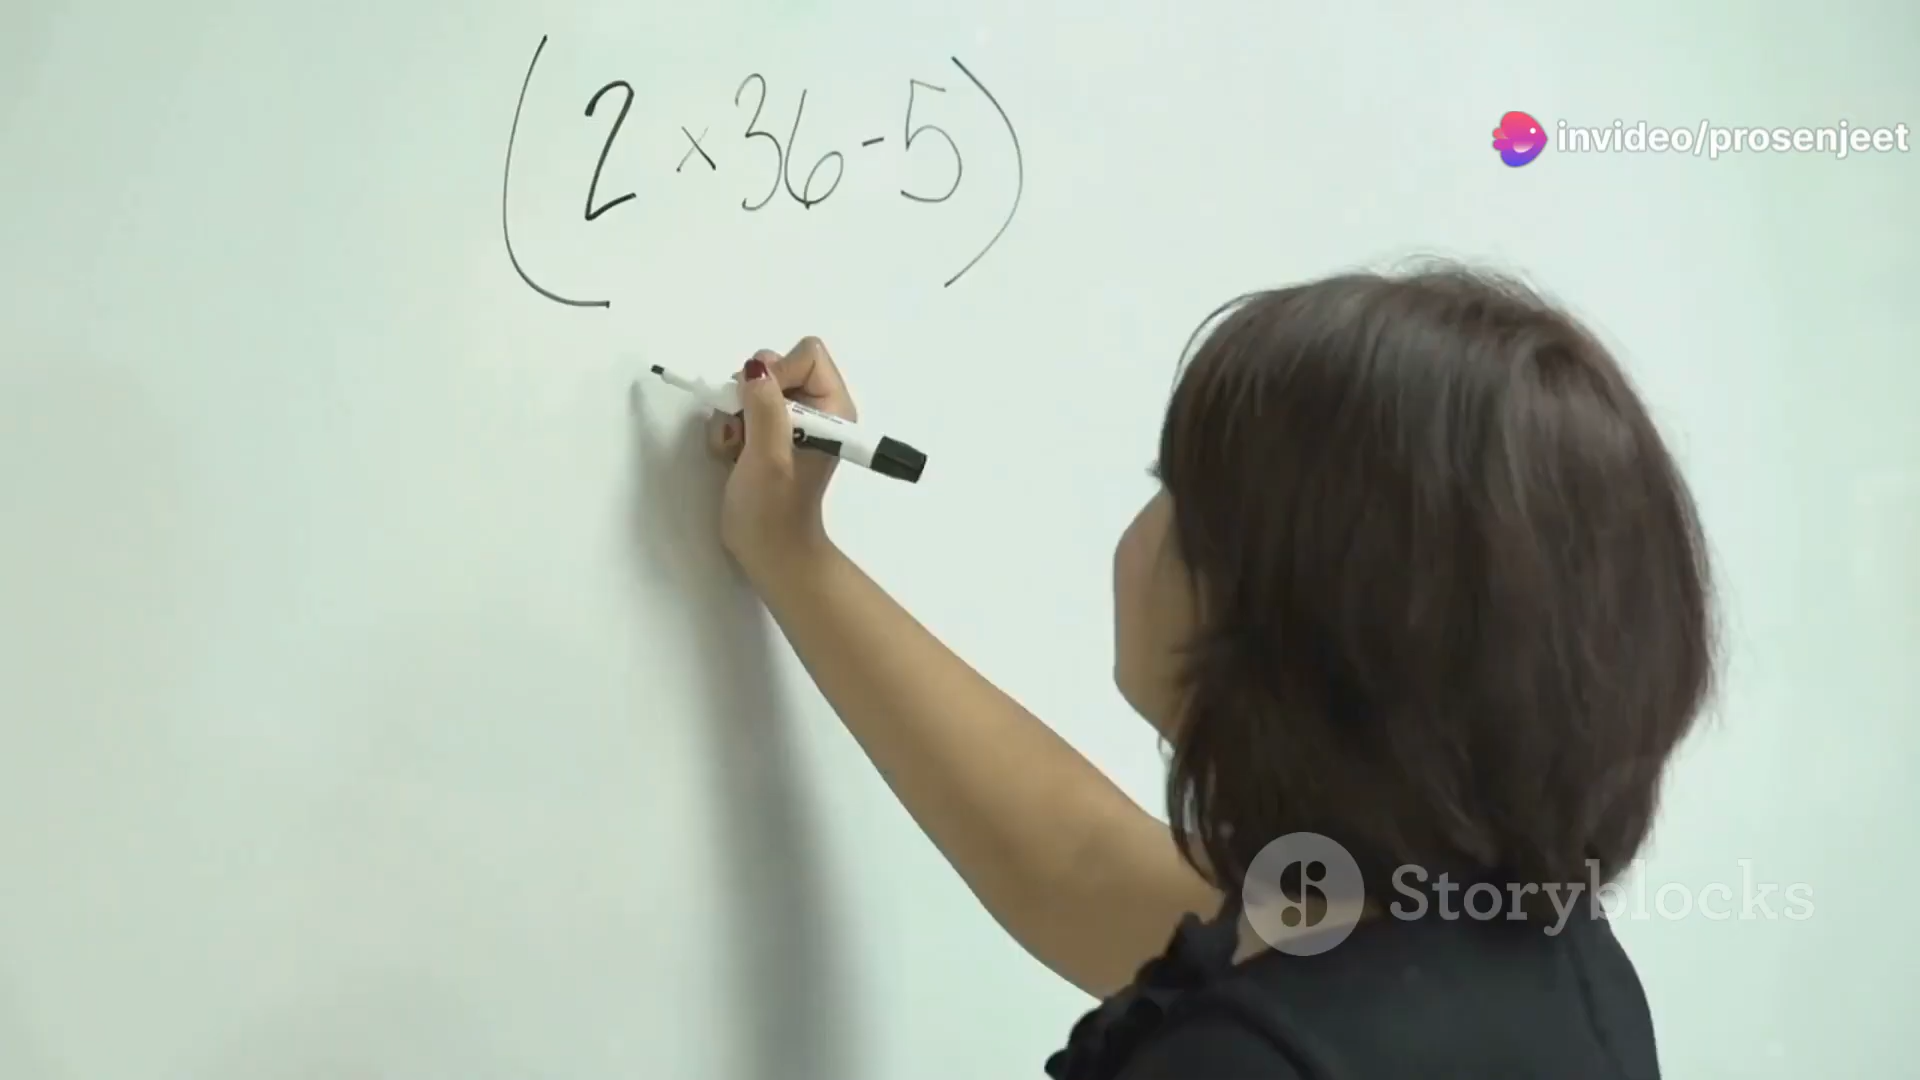 (2 × 36 - 5)
invideo/prosenjeet
Storyblocks